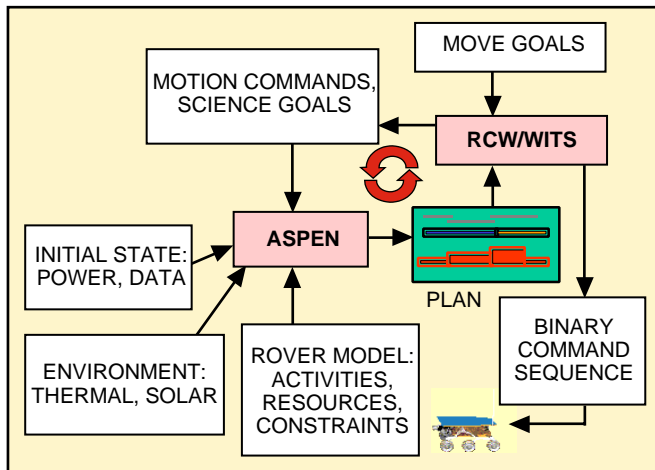 MOVE GOALS
MOTION COMMANDS,
SCIENCE GOALS
RCW/WITS
ASPEN
INITIAL STATE:
POWER, DATA
PLAN
ENVIRONMENT:
THERMAL, SOLAR
ROVER MODEL:
ACTIVITIES,
RESOURCES,
CONSTRAINTS
BINARY
COMMAND
SEQUENCE